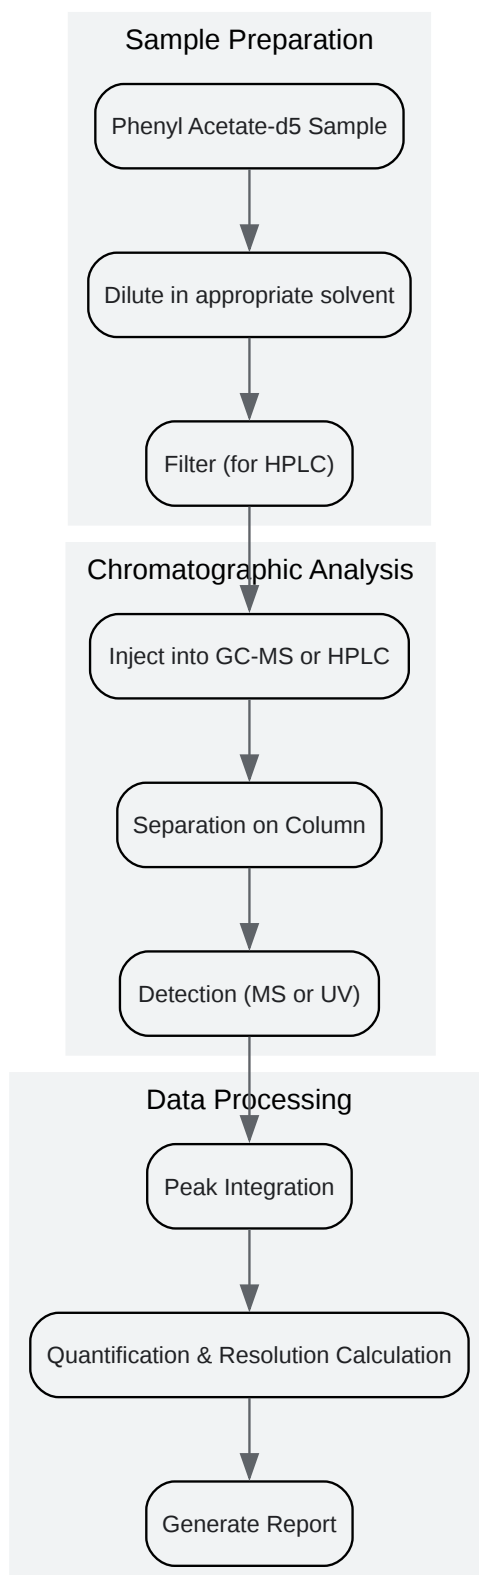 Sample Preparation
Phenyl Acetate-d5 Sample
Dilute in appropriate solvent
Filter (for HPLC)
Chromatographic Analysis
Inject into GC-MS or HPLC
Separation on Column
Detection (MS or UV)
Data Processing
Peak Integration
Quantification & Resolution Calculation
Generate Report